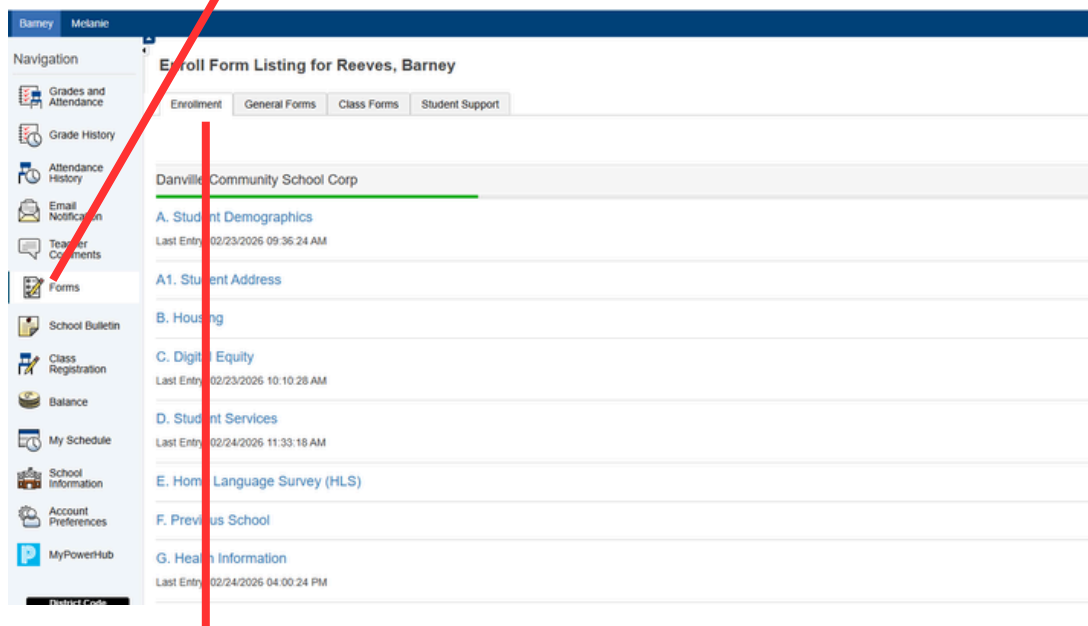 Barney Melanie
Navigation
Grades and
Attendance
Grade History
Attendance
History
Email
Notification
Teacher
Comments
Forms
School Bulletin
Class
Registration
Balance
My Schedule
School
Information
Account
Preferences
MyPowerHub
District Code
Enroll Form Listing for Reeves, Barney
Enrollment General Forms Class Forms Student Support
Danville Community School Corp
A. Student Demographics
Last Entry: 02/23/2026 09:36:24 AM
A1. Student Address
B. Housing
C. Digital Equity
Last Entry: 02/23/2026 10:10:28 AM
D. Student Services
Last Entry: 02/24/2026 11:33:18 AM
E. Home Language Survey (HLS)
F. Previous School
G. Health Information
Last Entry: 02/24/2026 04:00:24 PM